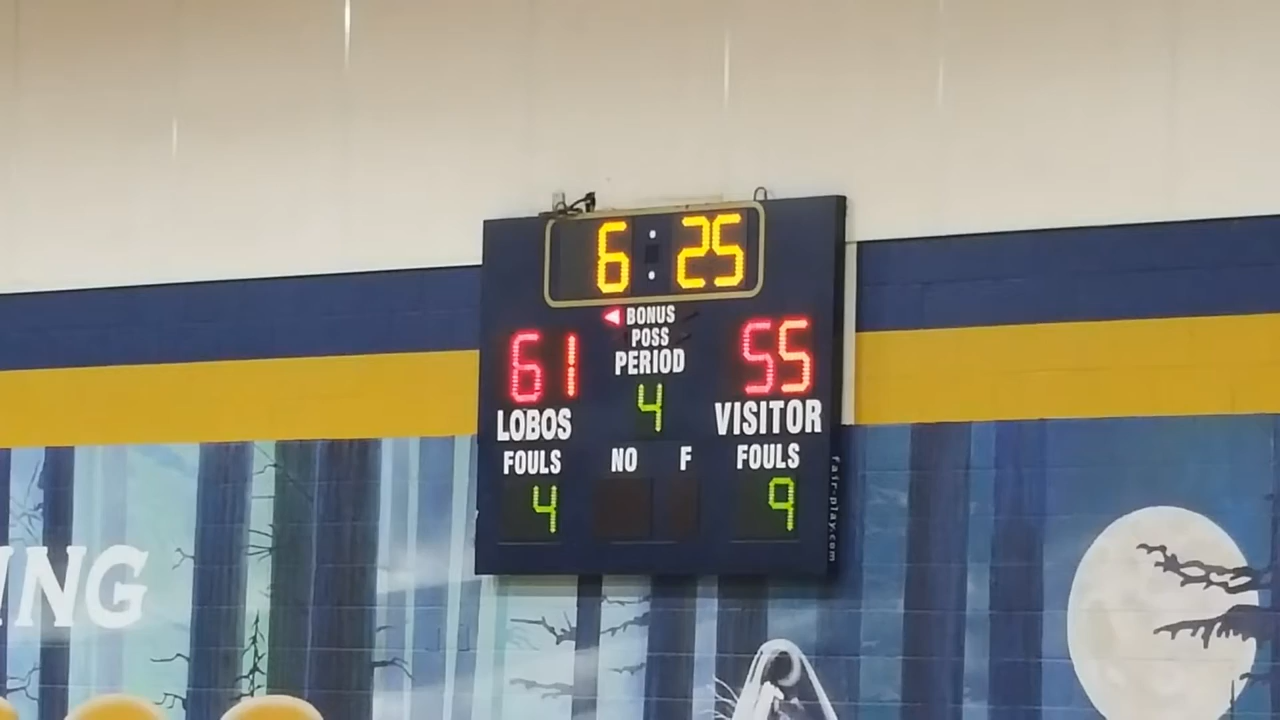 6:25
BONUS
POSS
61 PERIOD 55
4
LOBOS VISITOR
FOULS NO F FOULS
4 9
fair-play.com
ING